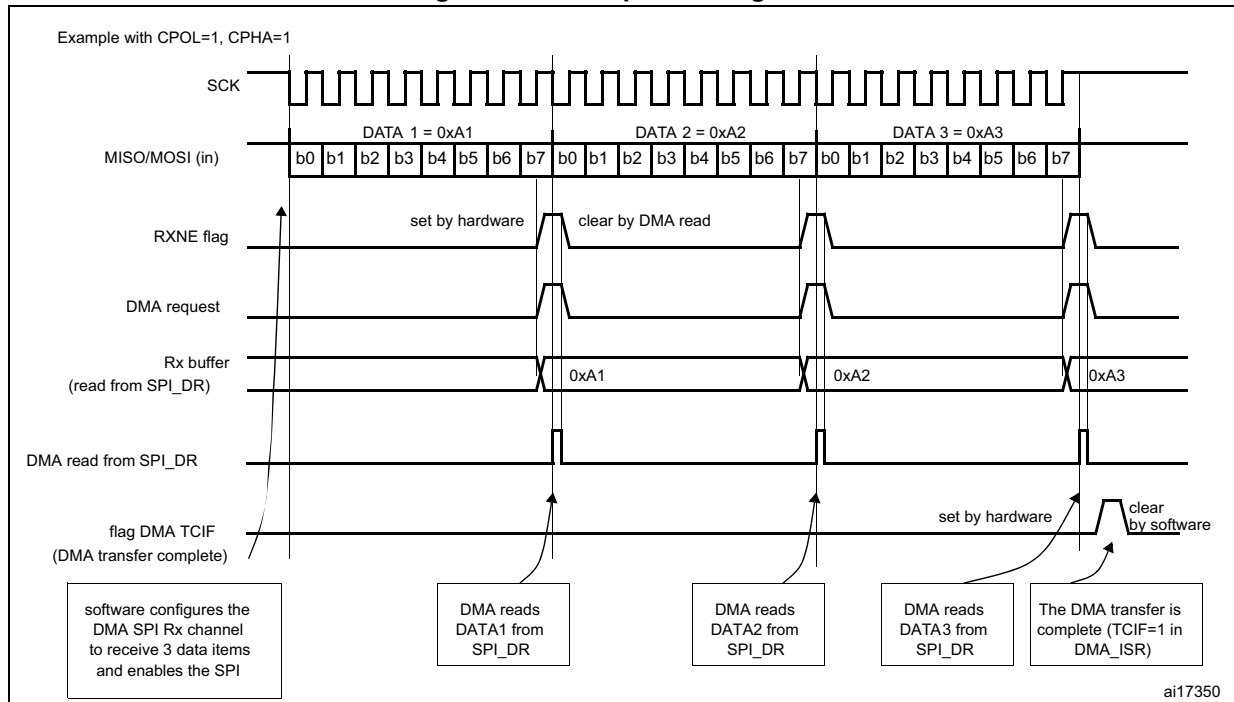 Example with CPOL=1, CPHA=1
SCK
DATA 1 = 0xA1
DATA 2 = 0xA2
DATA 3 = 0xA3
MISO/MOSI (in)
b0 b1 b2 b3 b4 b5 b6 b7 b0 b1 b2 b3 b4 b5 b6 b7 b0 b1 b2 b3 b4 b5 b6 b7
set by hardware
clear by DMA read
RXNE flag
DMA request
Rx buffer
(read from SPI_DR)
0xA1
0xA2
0xA3
DMA read from SPI_DR
flag DMA TCIF
(DMA transfer complete)
set by hardware
clear
by software
software configures the
DMA SPI Rx channel
to receive 3 data items
and enables the SPI
DMA reads
DATA1 from
SPI_DR
DMA reads
DATA2 from
SPI_DR
DMA reads
DATA3 from
SPI_DR
The DMA transfer is
complete (TCIF=1 in
DMA_ISR)
ai17350